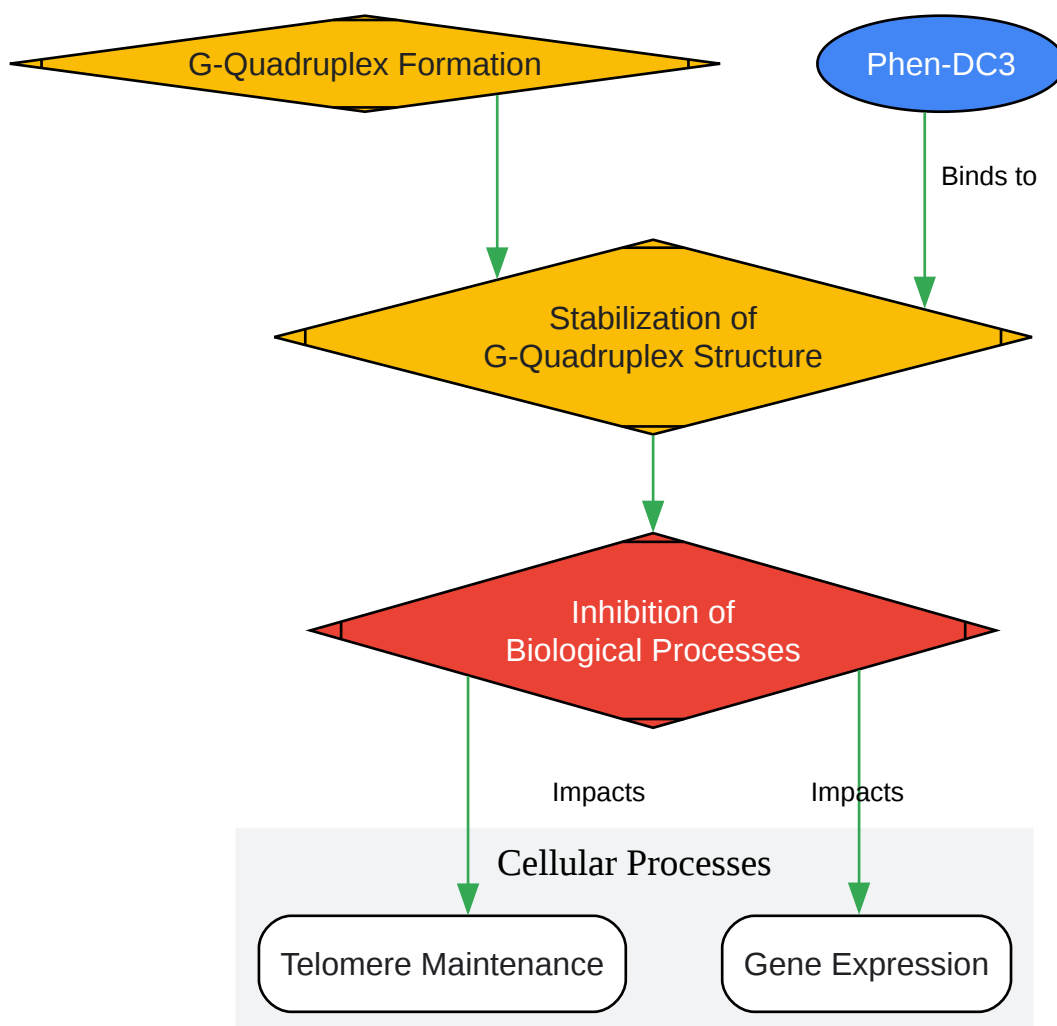 G-Quadruplex Formation
Phen-DC3
Binds to
Stabilization of
G-Quadruplex Structure
Inhibition of
Biological Processes
Impacts
Impacts
Cellular Processes
Telomere Maintenance
Gene Expression